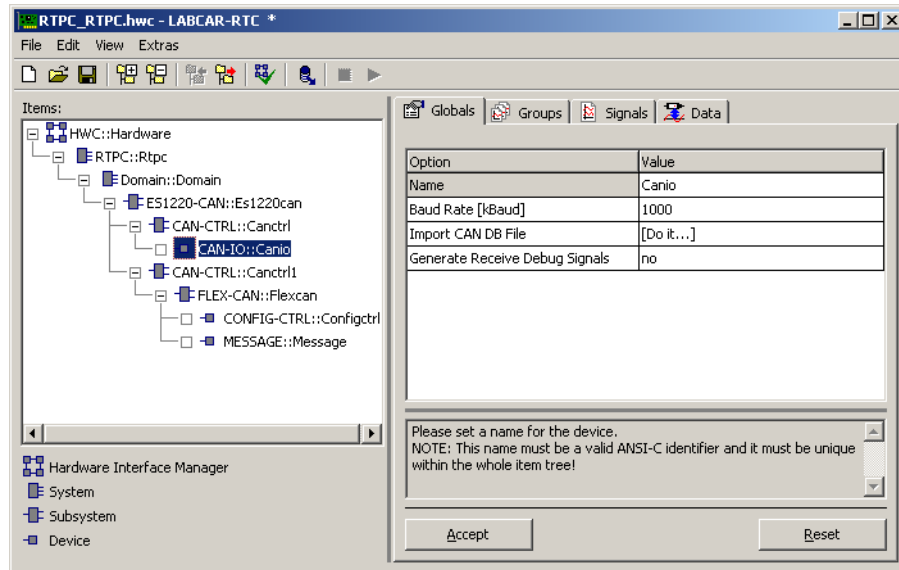 RTPC_RTPC.hwc - LABCAR-RTC *
File Edit View Extras
Items:
HWC::Hardware
RTPC::Rtpc
Domain::Domain
ES1220-CAN::Es1220can
CAN-CTRL::Canctrl
CAN-IO::Canio
CAN-CTRL::Canctrl1
FLEX-CAN::Flexcan
CONFIG-CTRL::Configctrl
MESSAGE::Message
Hardware Interface Manager
System
Subsystem
Device
Globals Groups Signals Data
Option Value
Name Canio
Baud Rate [kBaud] 1000
Import CAN DB File [Do it...]
Generate Receive Debug Signals no
Please set a name for the device.
NOTE: This name must be a valid ANSI-C identifier and it must be unique
within the whole item tree!
Accept Reset